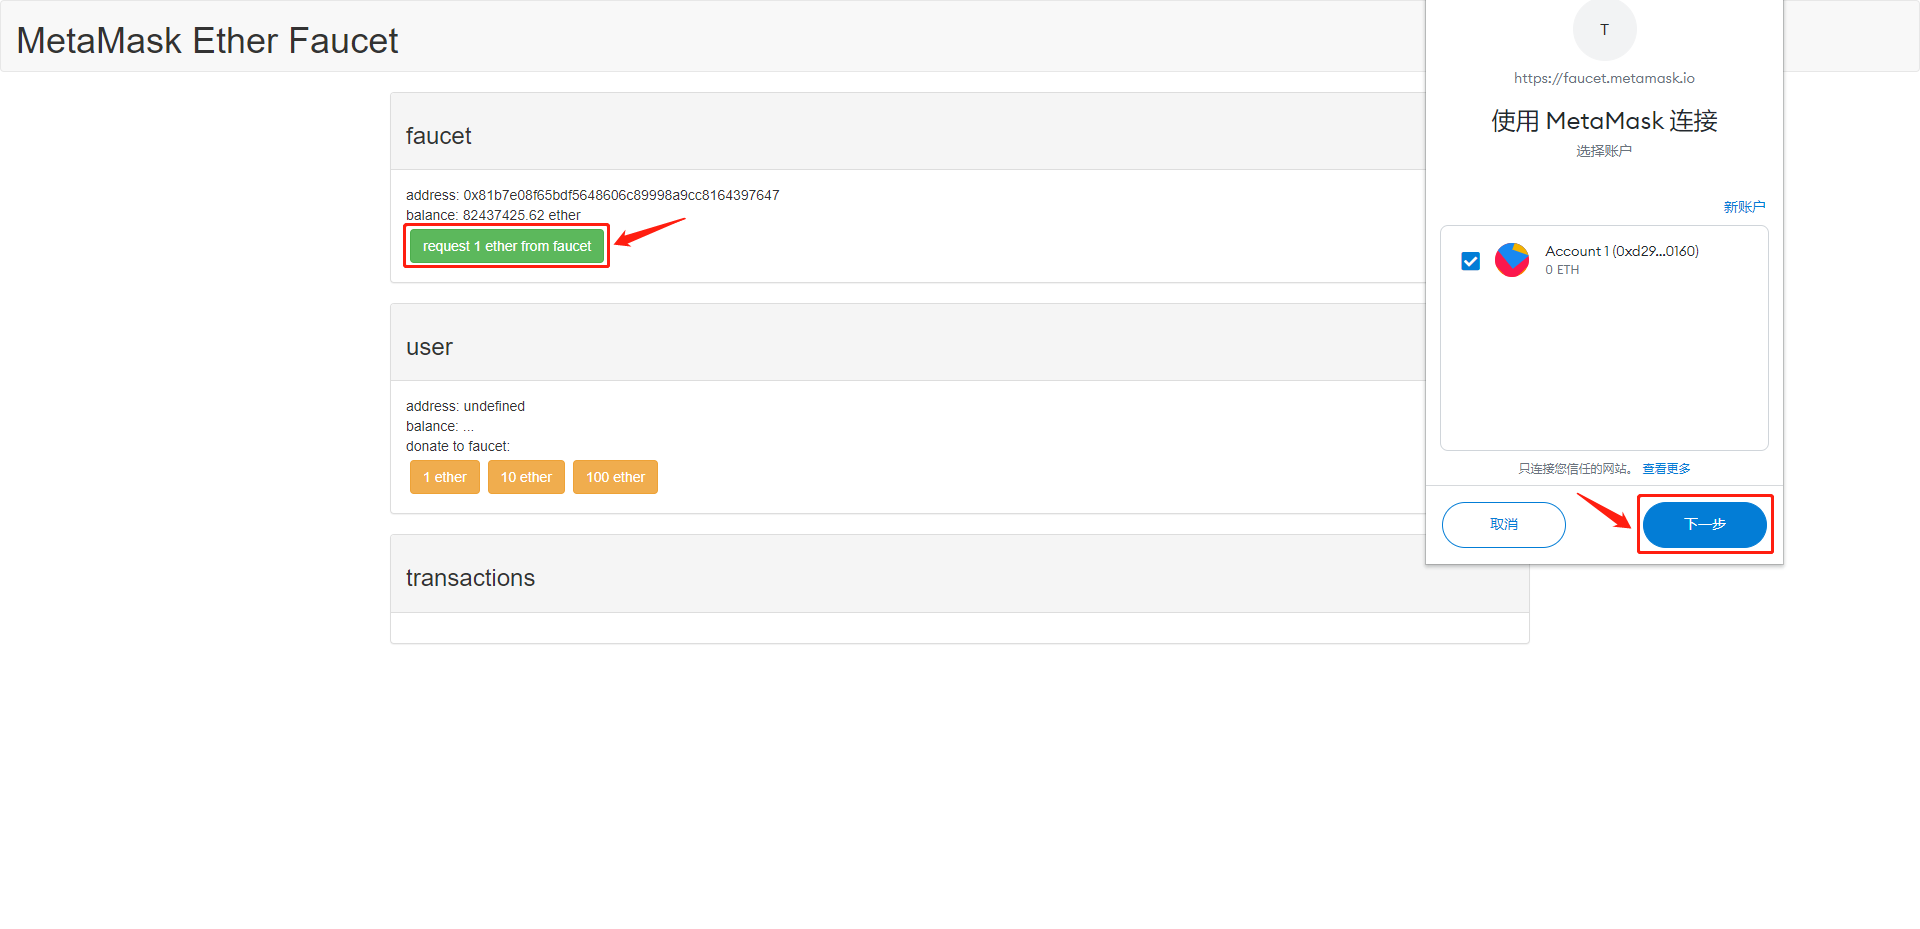 MetaMask Ether Faucet
faucet
address: 0x81b7e08f65bdf5648606c89998a9cc8164397647
balance: 82437425.62 ether
request 1 ether from faucet
user
address: undefined
balance: ...
donate to faucet:
1 ether
10 ether
100 ether
transactions
T
https://faucet.metamask.io
使用 MetaMask 连接
选择账户
新账户
Account 1 (0xd29...0160)
0 ETH
只连接您信任的网站。 查看更多
取消
下一步